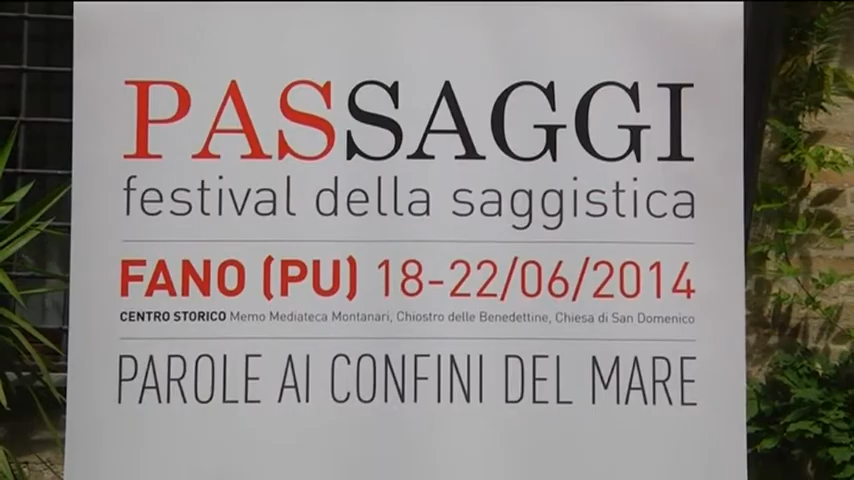 PASSAGGI
festival della saggistica
FANO (PU) 18-22/06/2014
CENTRO STORICO Memo Mediateca Montanari, Chiostro delle Benedettine, Chiesa di San Domenico
PAROLE AI CONFINI DEL MARE